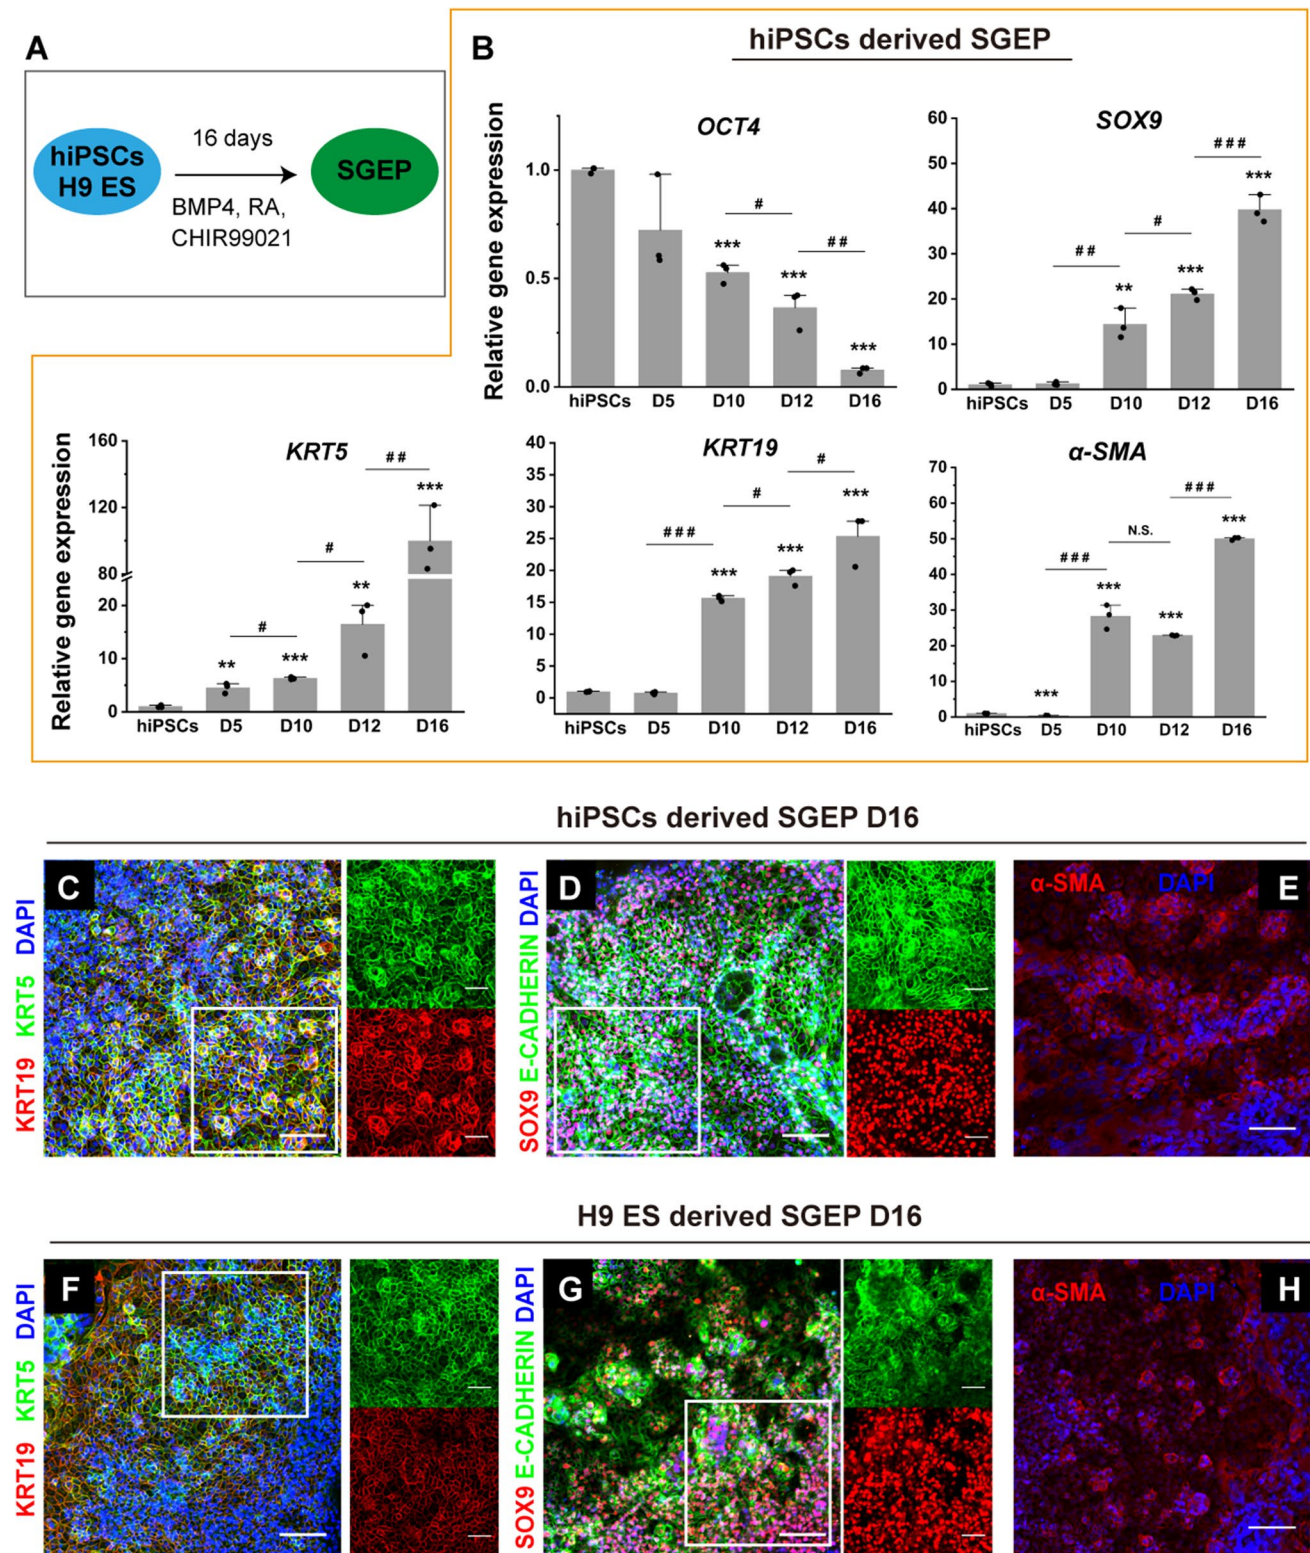 A
hiPSCs
H9 ES
16 days
BMP4, RA,
CHIR99021
SGEP
B
hiPSCs derived SGEP
Relative gene expression
OCT4
1.0
0.5
0.0
#
##
***
***
***
hiPSCs D5 D10 D12 D16
SOX9
60
50
40
30
20
10
0
###
#
##
***
***
**
hiPSCs D5 D10 D12 D16
Relative gene expression
KRT5
160
120
80
20
10
0
##
#
#
***
**
***
**
hiPSCs D5 D10 D12 D16
KRT19
40
35
30
25
20
15
10
5
0
#
#
###
***
***
***
hiPSCs D5 D10 D12 D16
α-SMA
70
60
50
40
30
20
10
0
###
N.S.
###
***
***
***
***
hiPSCs D5 D10 D12 D16
hiPSCs derived SGEP D16
KRT19 KRT5 DAPI
C
SOX9 E-CADHERIN DAPI
D
α-SMA DAPI
E
H9 ES derived SGEP D16
KRT19 KRT5 DAPI
F
SOX9 E-CADHERIN DAPI
G
α-SMA DAPI
H